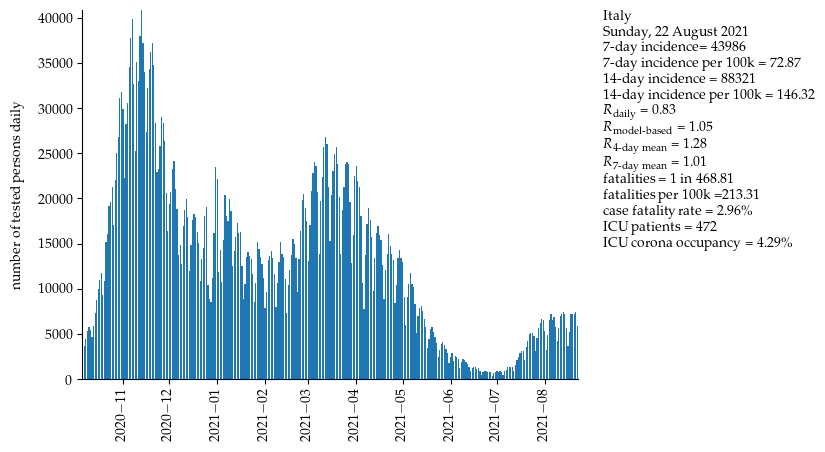 40000
35000
30000
25000
20000
15000
10000
5000
0
number of tested persons daily
2020−11
2020−12
2021−01
2021−02
2021−03
2021−04
2021−05
2021−06
2021−07
2021−08
Italy
Sunday, 22 August 2021
7-day incidence= 43986
7-day incidence per 100k = 72.87
14-day incidence = 88321
14-day incidence per 100k = 146.32
R daily = 0.83
R model-based = 1.05
R 4-day mean = 1.28
R 7-day mean = 1.01
fatalities = 1 in 468.81
fatalities per 100k =213.31
case fatality rate = 2.96%
ICU patients = 472
ICU corona occupancy = 4.29%